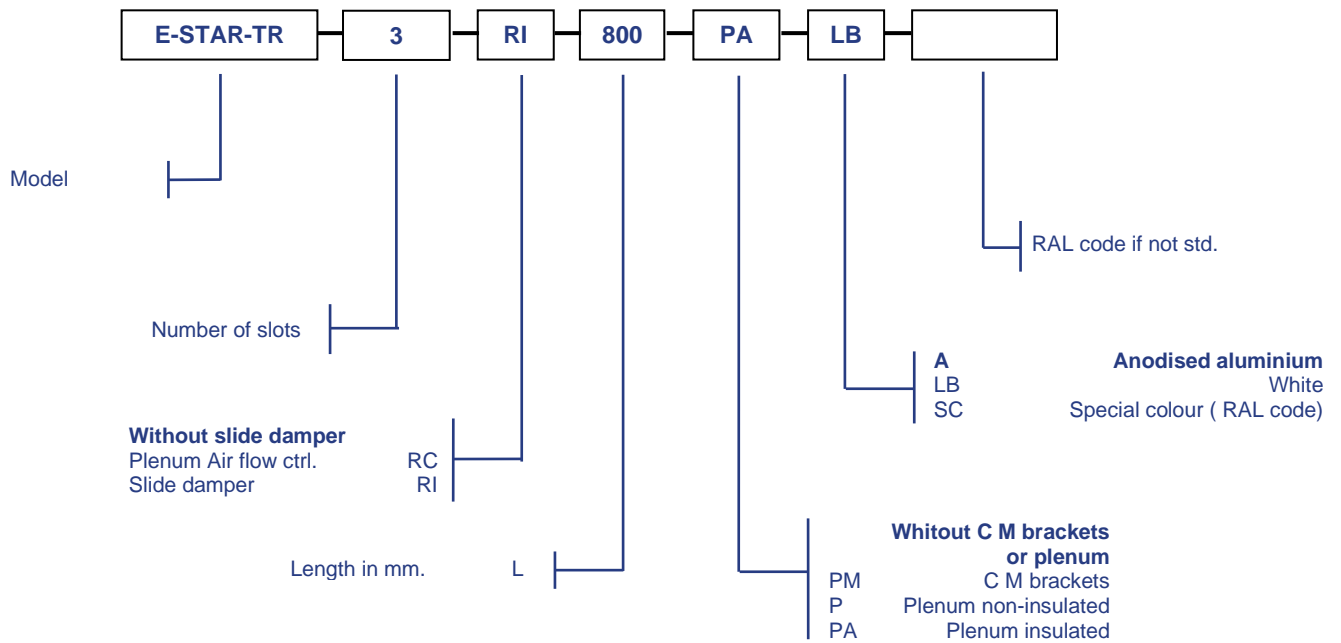 E-STAR-TR 3 RI 800 PA LB
Model
RAL code if not std.
Number of slots
A Anodised aluminium
LB White
SC Special colour ( RAL code)
Without slide damper
Plenum Air flow ctrl. RC
Slide damper RI
Whitout C M brackets
or plenum
Length in mm. L
PM C M brackets
P Plenum non-insulated
PA Plenum insulated